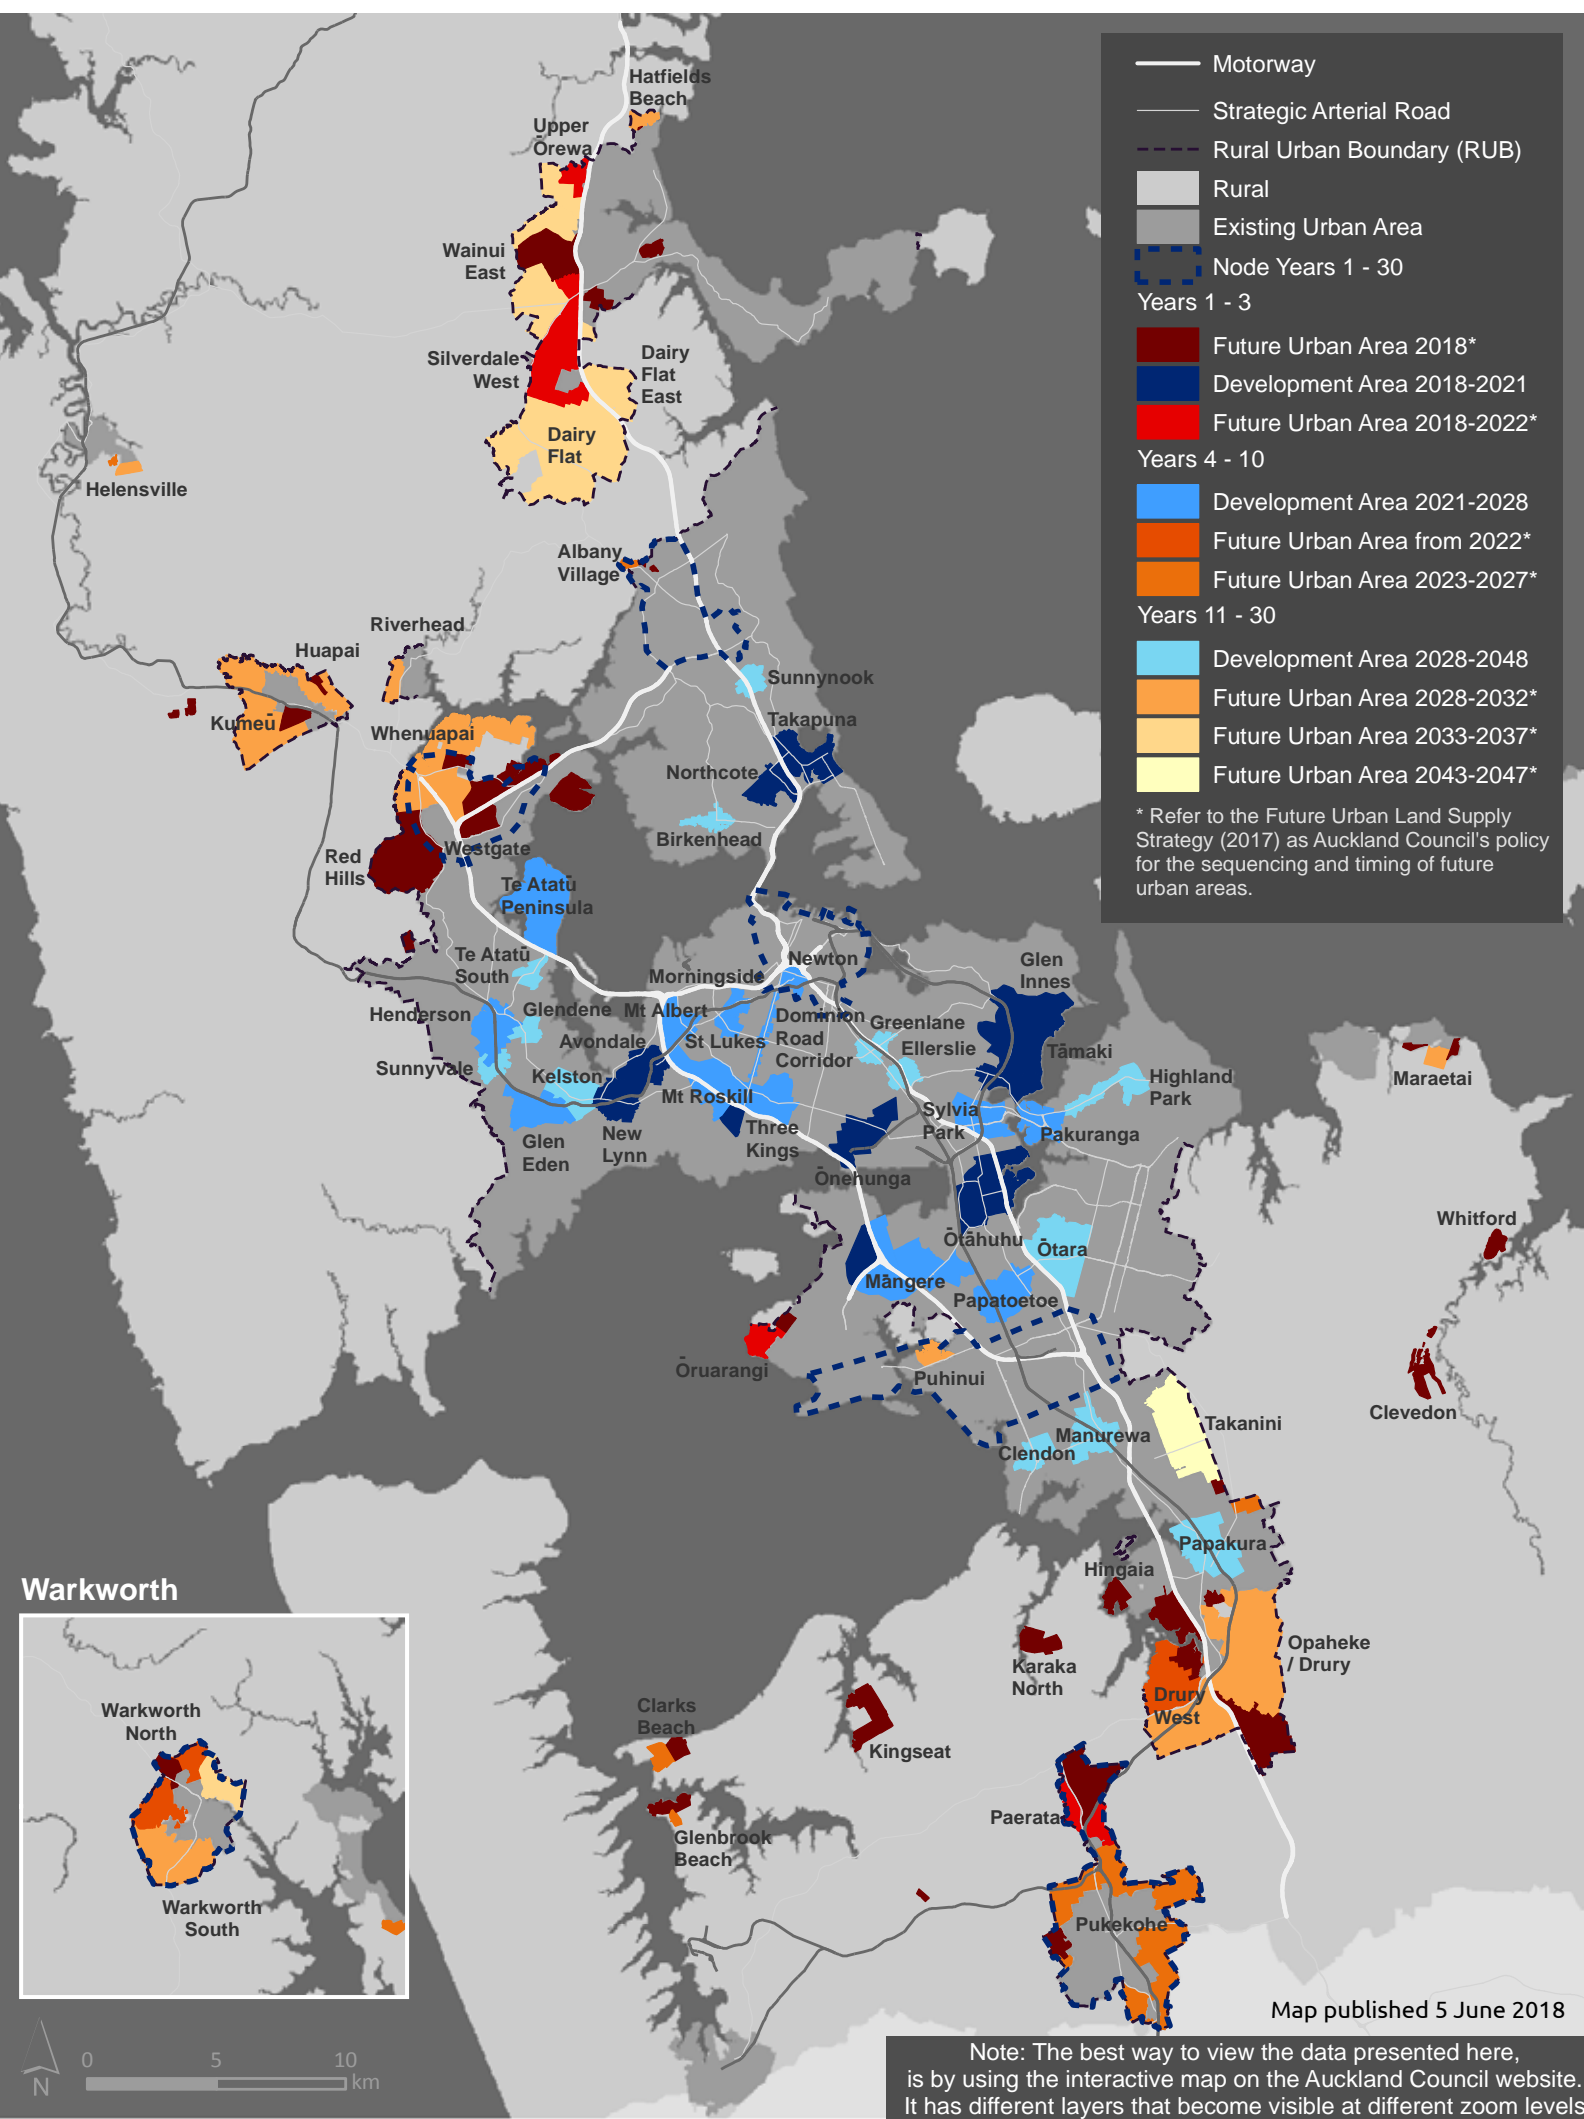 Motorway
Strategic Arterial Road
Rural Urban Boundary (RUB)
Rural
Existing Urban Area
Node Years 1 - 30
Years 1 - 3
Future Urban Area 2018*
Development Area 2018-2021
Future Urban Area 2018-2022*
Years 4 - 10
Development Area 2021-2028
Future Urban Area from 2022*
Future Urban Area 2023-2027*
Years 11 - 30
Development Area 2028-2048
Future Urban Area 2028-2032*
Future Urban Area 2033-2037*
Future Urban Area 2043-2047*
* Refer to the Future Urban Land Supply
Strategy (2017) as Auckland Council's policy
for the sequencing and timing of future
urban areas.
Hatfields
Beach
Upper
Ōrewa
Wainui
East
Silverdale
West
Dairy
Flat
East
Dairy
Flat
Helensville
Albany
Village
Riverhead
Huapai
Kumeū
Whenuapai
Sunnynook
Takapuna
Northcote
Birkenhead
Westgate
Red
Hills
Te Atatū
Peninsula
Te Atatū
South
Morningside
Newton
Glen
Innes
Henderson
Glendene
Mt Albert
Avondale
St Lukes
Dominion
Road
Corridor
Greenlane
Ellerslie
Tāmaki
Sunnyvale
Kelston
Mt Roskill
Highland
Park
Maraetai
Glen
Eden
New
Lynn
Three
Kings
Sylvia
Park
Pakuranga
Ōnehunga
Ōtāhuhu
Ōtara
Whitford
Māngere
Papatoetoe
Ōruarangi
Puhinui
Clevedon
Takanini
Manurewa
Clendon
Papakura
Hingaia
Opaheke
/ Drury
Karaka
North
Drury
West
Clarks
Beach
Kingseat
Paerata
Glenbrook
Beach
Pukekohe
Warkworth
Warkworth
North
Warkworth
South
N
0 5 10
km
Map published 5 June 2018
Note: The best way to view the data presented here,
is by using the interactive map on the Auckland Council website.
It has different layers that become visible at different zoom levels